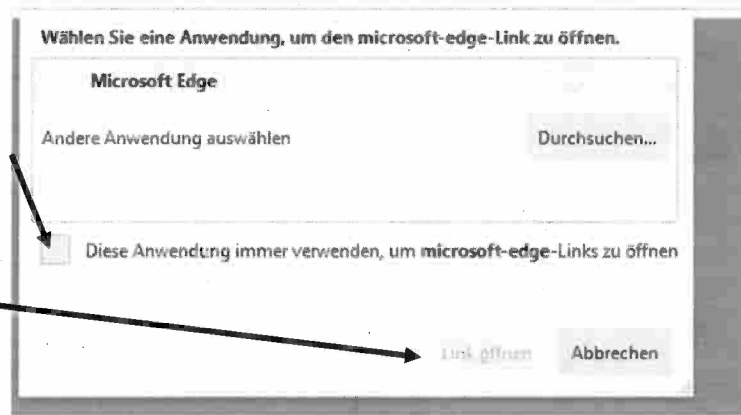 Wählen Sie eine Anwendung, um den microsoft-edge-Link zu öffnen.
Microsoft Edge
Andere Anwendung auswählen
Durchsuchen...
Diese Anwendung immer verwenden, um microsoft-edge-Links zu öffnen
Link öffnen
Abbrechen